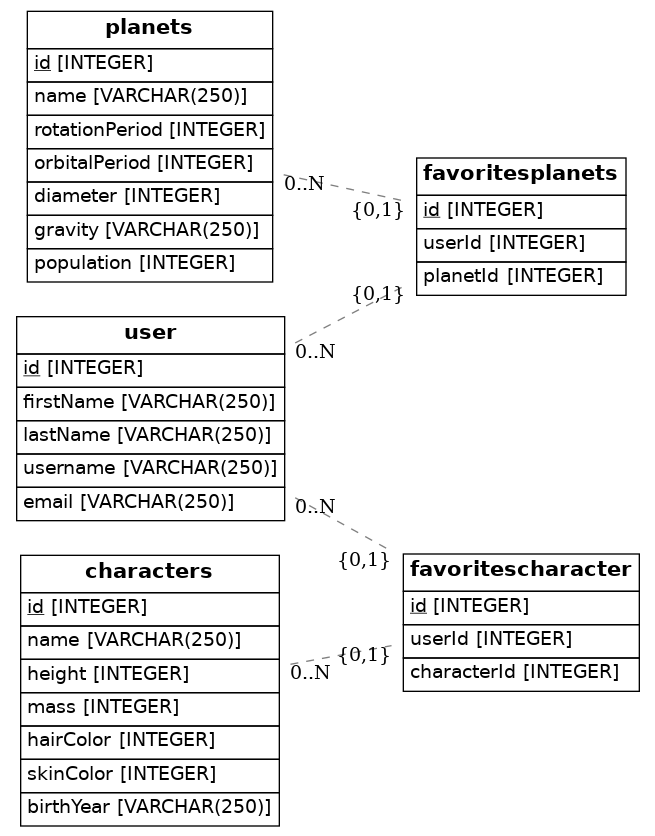 planets
id [INTEGER]
name [VARCHAR(250)]
rotationPeriod [INTEGER]
orbitalPeriod [INTEGER]
diameter [INTEGER]
gravity [VARCHAR(250)]
population [INTEGER]
0..N
{0,1}
favoritesplanets
id [INTEGER]
userId [INTEGER]
planetId [INTEGER]
{0,1}
0..N
user
id [INTEGER]
firstName [VARCHAR(250)]
lastName [VARCHAR(250)]
username [VARCHAR(250)]
email [VARCHAR(250)]
0..N
{0,1}
favoritescharacter
id [INTEGER]
userId [INTEGER]
characterId [INTEGER]
{0,1}
0..N
characters
id [INTEGER]
name [VARCHAR(250)]
height [INTEGER]
mass [INTEGER]
hairColor [INTEGER]
skinColor [INTEGER]
birthYear [VARCHAR(250)]